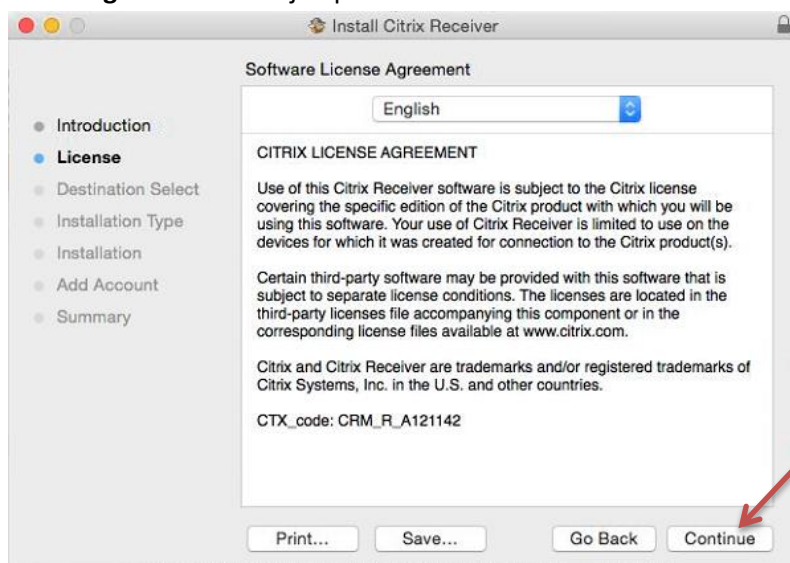 Install Citrix Receiver
Software License Agreement
English
Introduction
License
Destination Select
Installation Type
Installation
Add Account
Summary
CITRIX LICENSE AGREEMENT
Use of this Citrix Receiver software is subject to the Citrix license
covering the specific edition of the Citrix product with which you will be
using this software. Your use of Citrix Receiver is limited to use on the
devices for which it was created for connection to the Citrix product(s).
Certain third-party software may be provided with this software that is
subject to separate license conditions. The licenses are located in the
third-party licenses file accompanying this component or in the
corresponding license files available at www.citrix.com.
Citrix and Citrix Receiver are trademarks and/or registered trademarks of
Citrix Systems, Inc. in the U.S. and other countries.
CTX_code: CRM_R_A121142
Print... Save... Go Back Continue